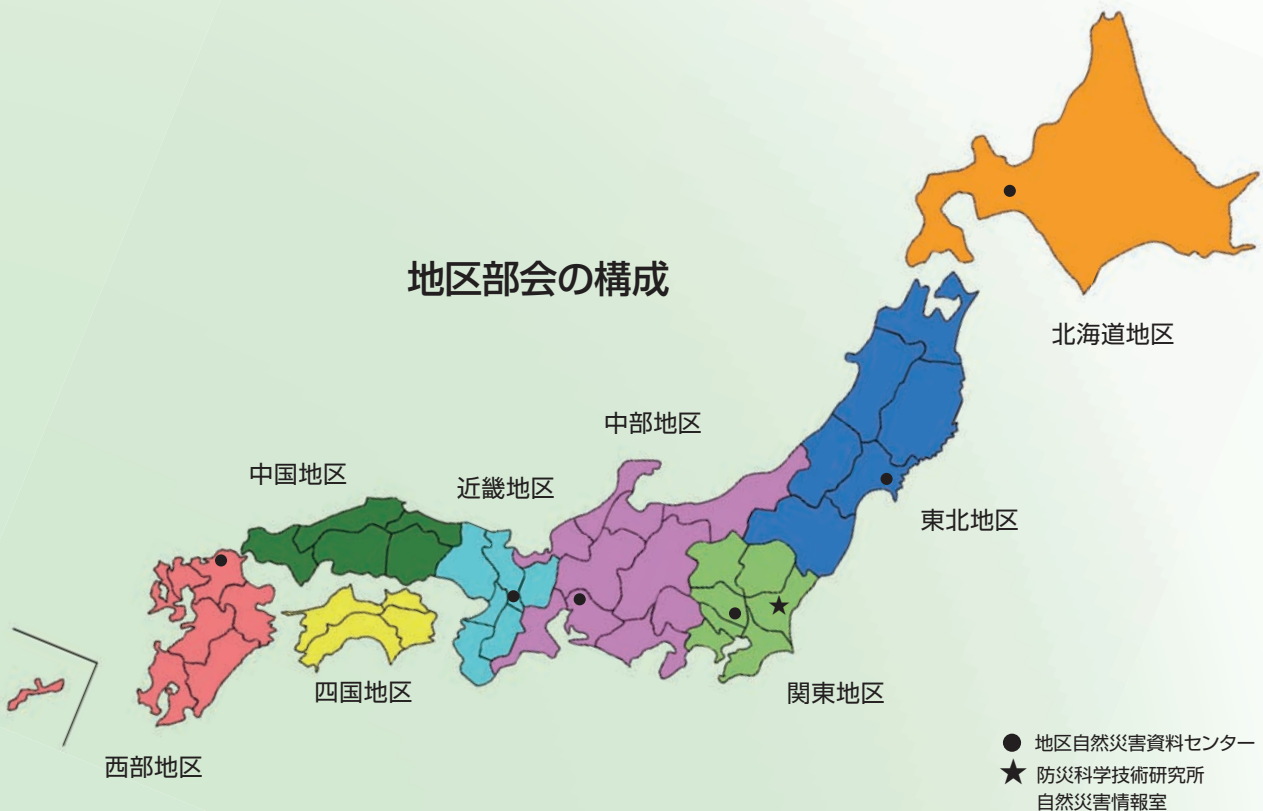 地区部会の構成
北海道地区
中部地区
中国地区
近畿地区
東北地区
四国地区
関東地区
西部地区
● 地区自然災害資料センター
★ 防災科学技術研究所
自然災害情報室